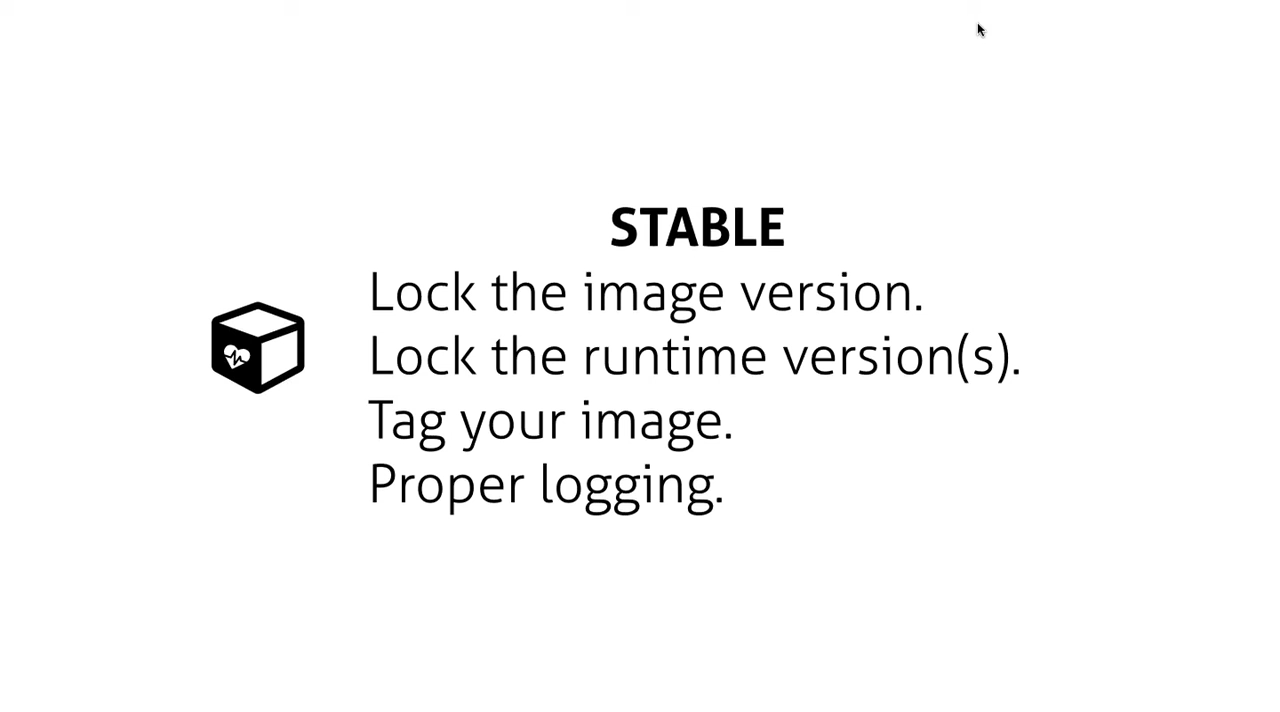 STABLE
Lock the image version.
Lock the runtime version(s).
Tag your image.
Proper logging.